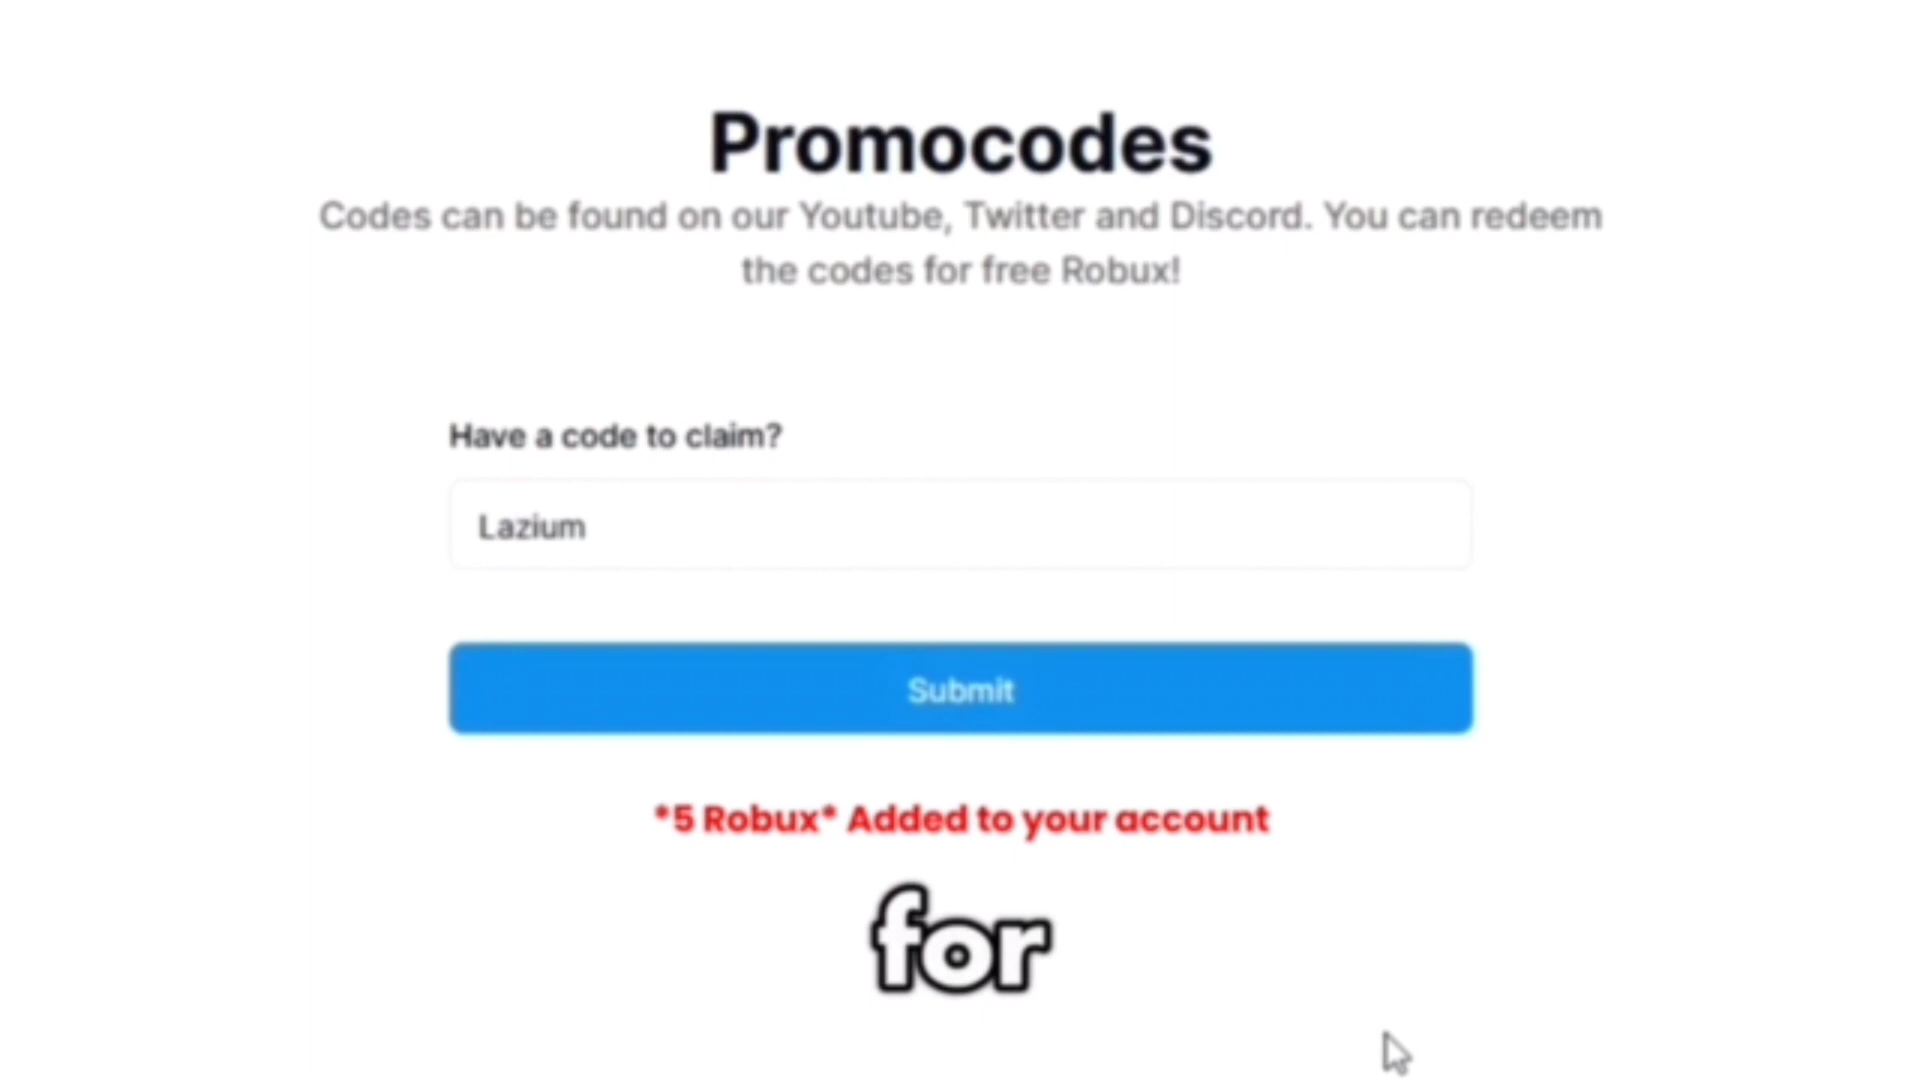 Promocodes
Codes can be found on our Youtube, Twitter and Discord. You can redeem
the codes for free Robux!
Have a code to claim?
Lazium
Submit
*5 Robux* Added to your account
for